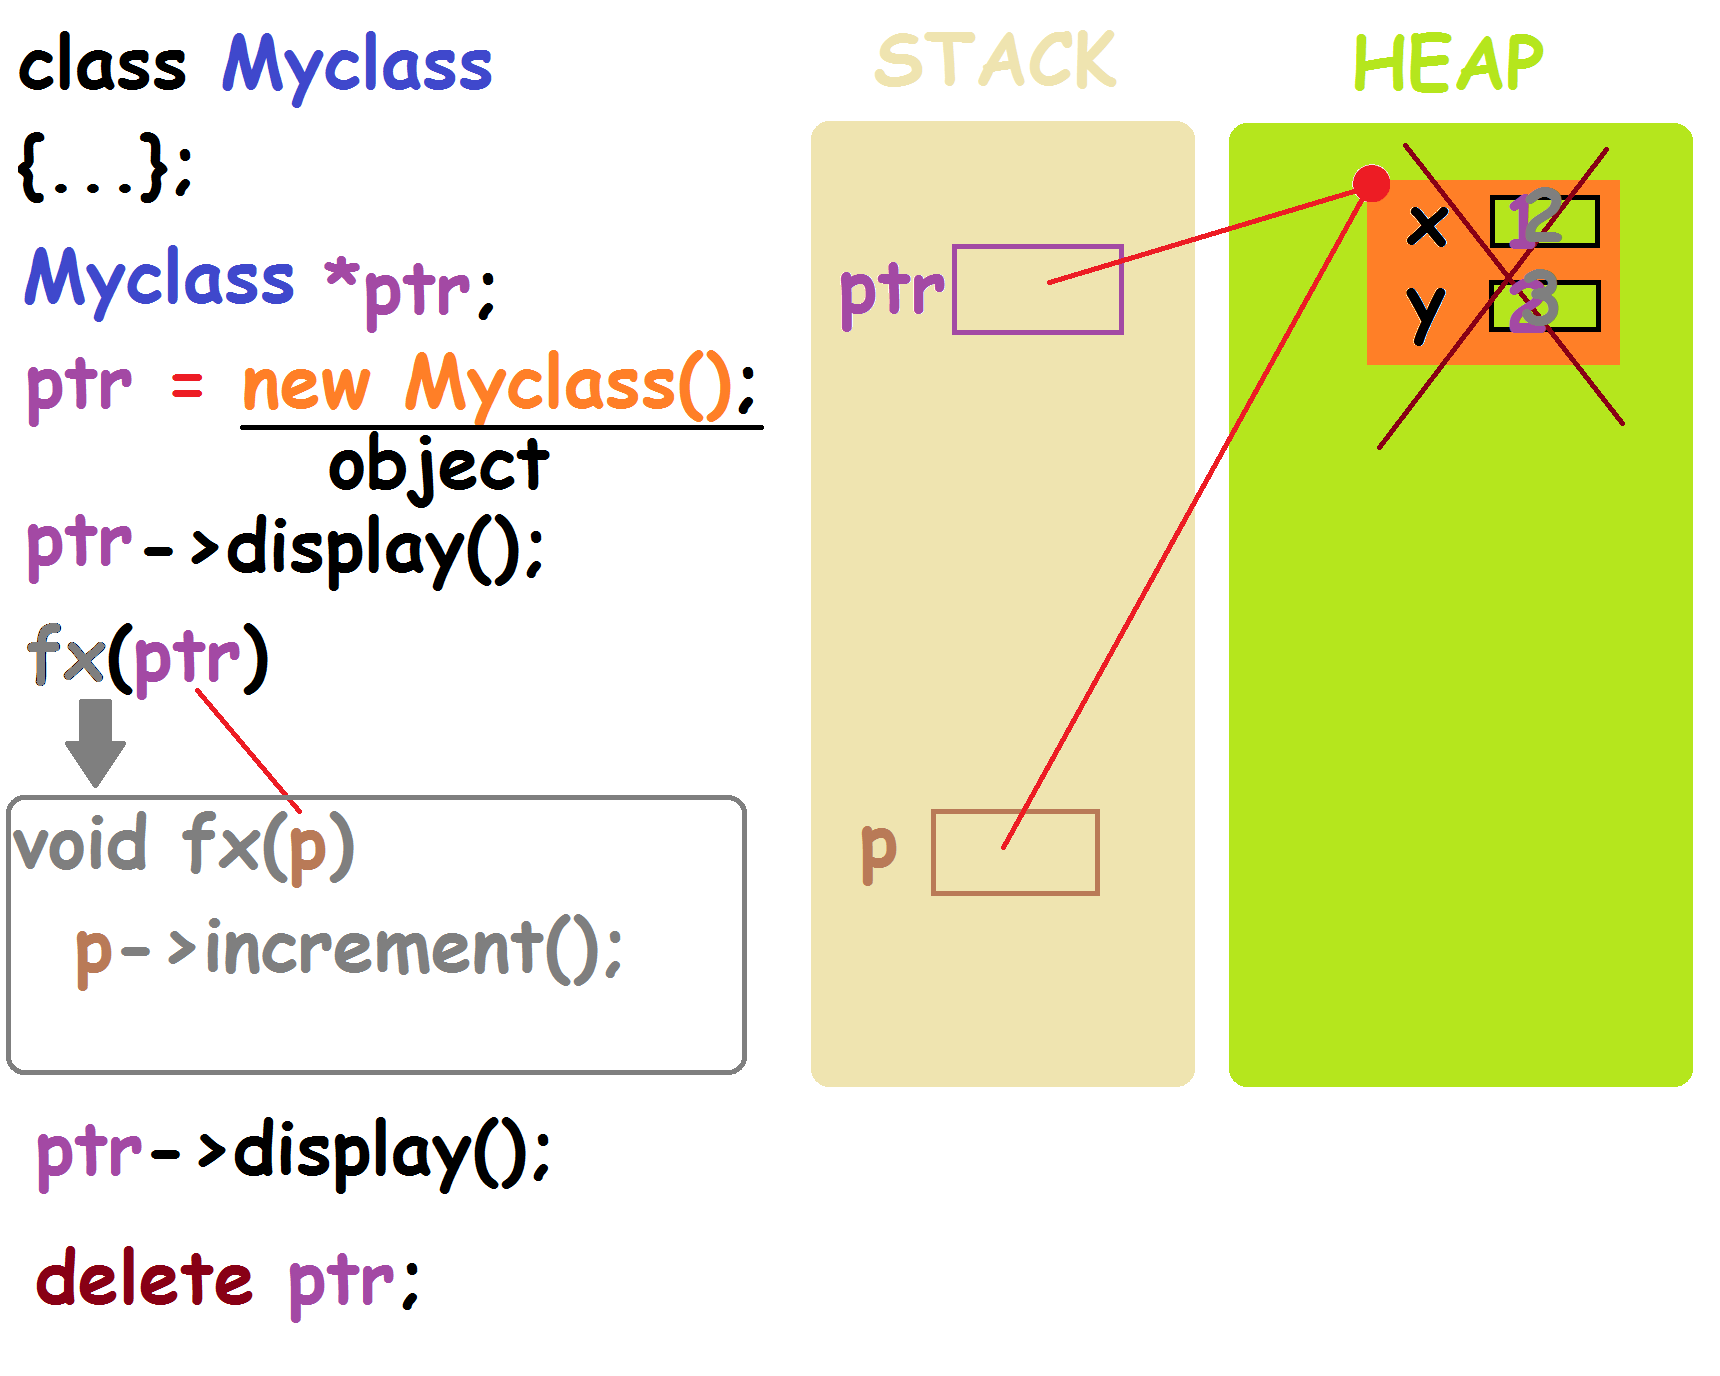 class Myclass
{...};
Myclass *ptr;
ptr = new Myclass();
object
ptr->display();
fx(ptr)
void fx(p)
p->increment();
ptr->display();
delete ptr;
STACK
ptr
p
HEAP
x 1 2
y 2 3